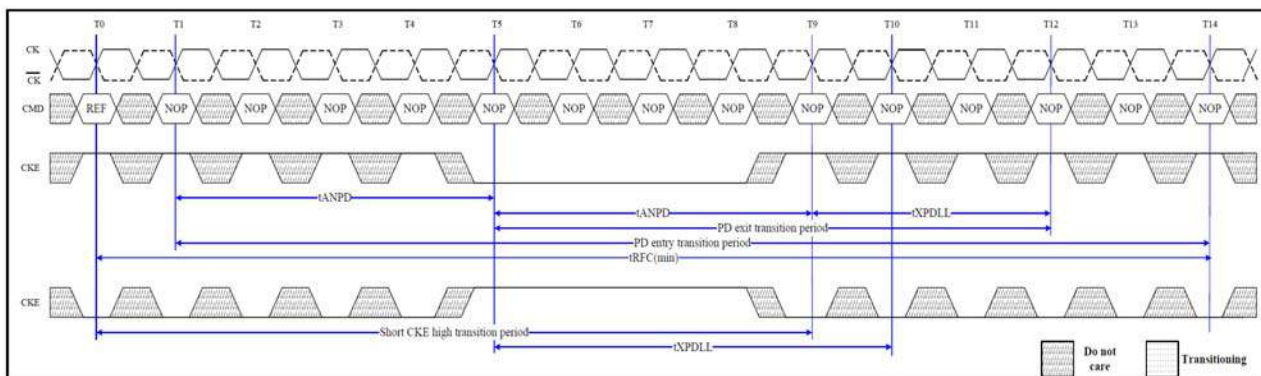 T0 T1 T2 T3 T4 T5 T6 T7 T8 T9 T10 T11 T12 T13 T14
CK
CK
CMD REF NOP NOP NOP NOP NOP NOP NOP NOP NOP NOP NOP NOP NOP NOP
CKE
tANPD
tANPD tXPDLL
PD exit transition period
PD entry transition period
tRFC(min)
CKE
Short CKE high transition period
tXPDLL
Do not care
Transitioning